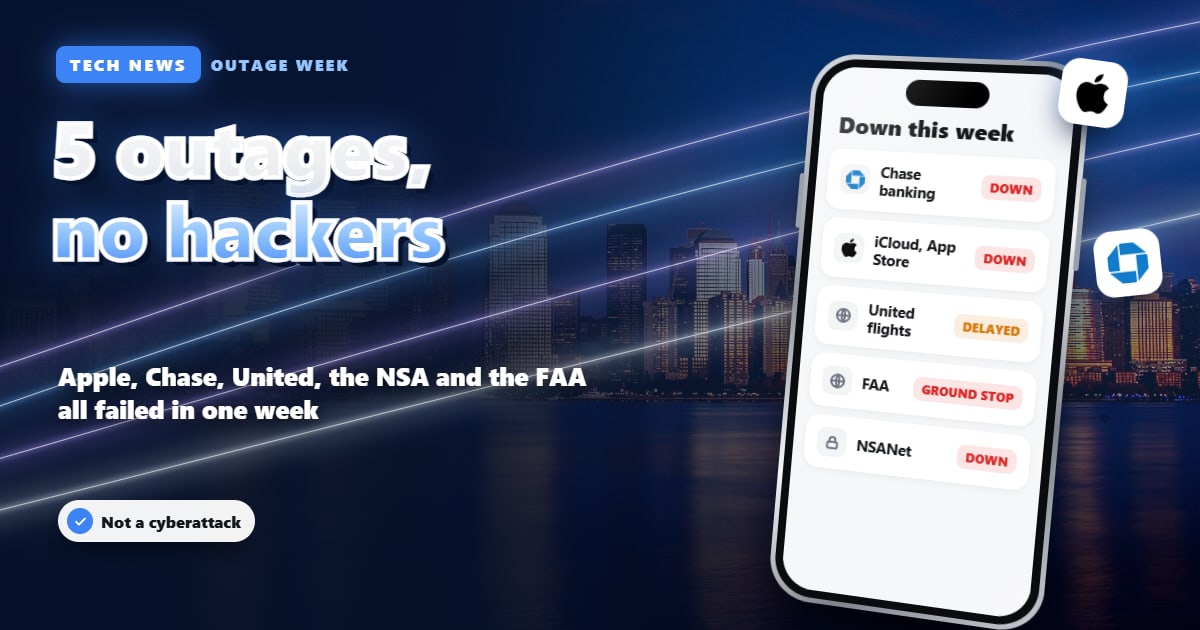 TECH NEWS
OUTAGE WEEK
5 outages,
no hackers
Apple, Chase, United, the NSA and the FAA
all failed in one week
Not a cyberattack
Down this week
Chase
banking
DOWN
iCloud, App
Store
DOWN
United
flights
DELAYED
FAA
GROUND STOP
NSANet
DOWN